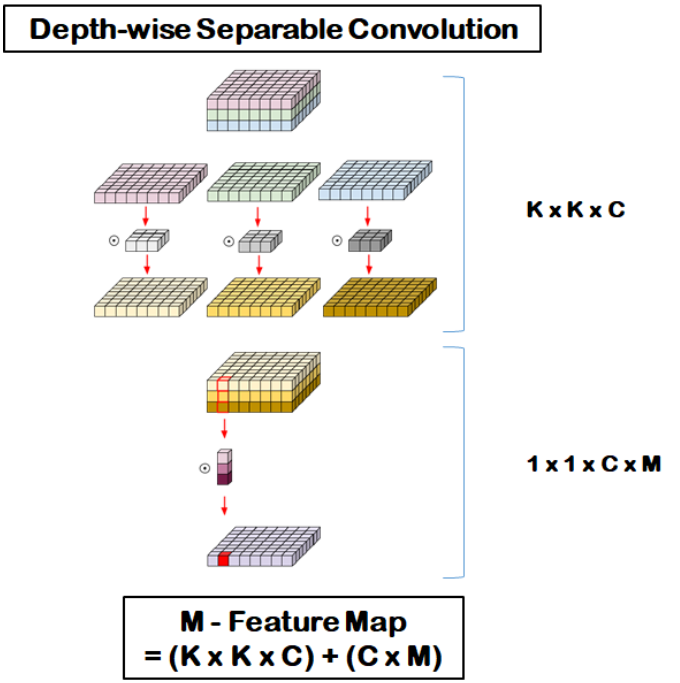 Depth-wise Separable Convolution
K x K x C
1 x 1 x C x M
M - Feature Map
= (K x K x C) + (C x M)